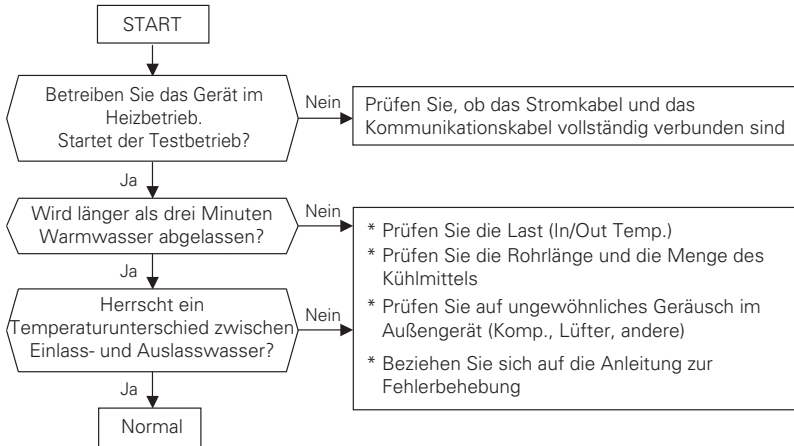 START
Betreiben Sie das Gerät im
Heizbetrieb.
Startet der Testbetrieb?
Nein
Prüfen Sie, ob das Stromkabel und das
Kommunikationskabel vollständig verbunden sind
Ja
Wird länger als drei Minuten
Warmwasser abgelassen?
Nein
* Prüfen Sie die Last (In/Out Temp.)
* Prüfen Sie die Rohrlänge und die Menge des
Kühlmittels
* Prüfen Sie auf ungewöhnliches Geräusch im
Außengerät (Komp., Lüfter, andere)
* Beziehen Sie sich auf die Anleitung zur
Fehlerbehebung
Ja
Herrscht ein
Temperaturunterschied zwischen
Einlass- und Auslasswasser?
Nein
Ja
Normal